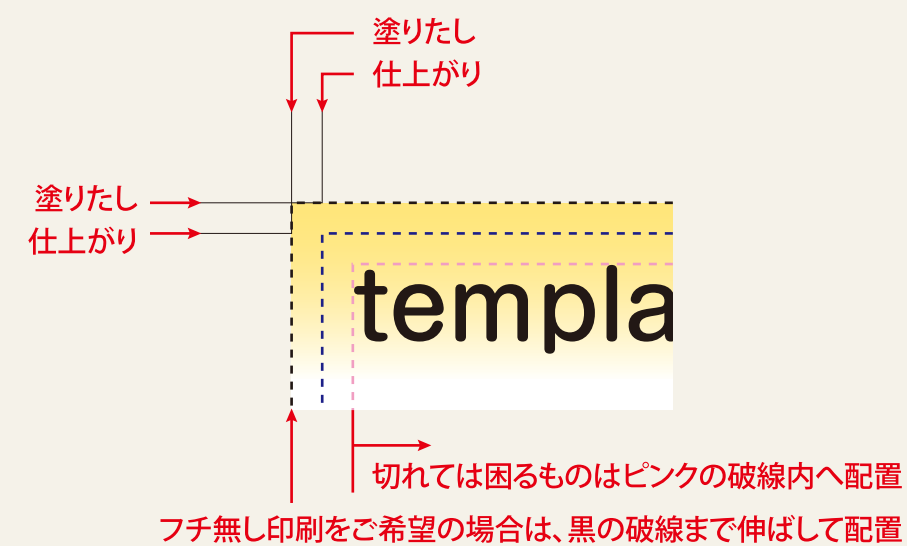 塗りたし
仕上がり
塗りたし
仕上がり
templa
切れては困るものはピンクの破線内へ配置
フチ無し印刷をご希望の場合は、黒の破線まで伸ばして配置